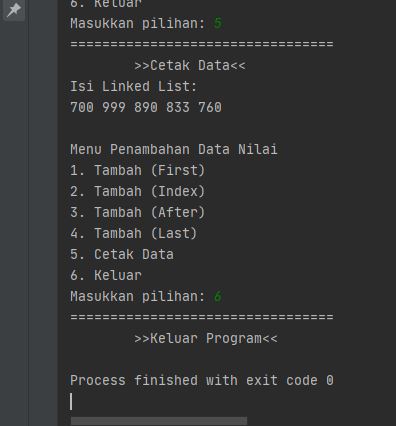 6. Keluar
Masukkan pilihan: 5
=================================
>>Cetak Data<<
Isi Linked List:
700 999 890 833 760
Menu Penambahan Data Nilai
1. Tambah (First)
2. Tambah (Index)
3. Tambah (After)
4. Tambah (Last)
5. Cetak Data
6. Keluar
Masukkan pilihan: 6
=================================
>>Keluar Program<<
Process finished with exit code 0